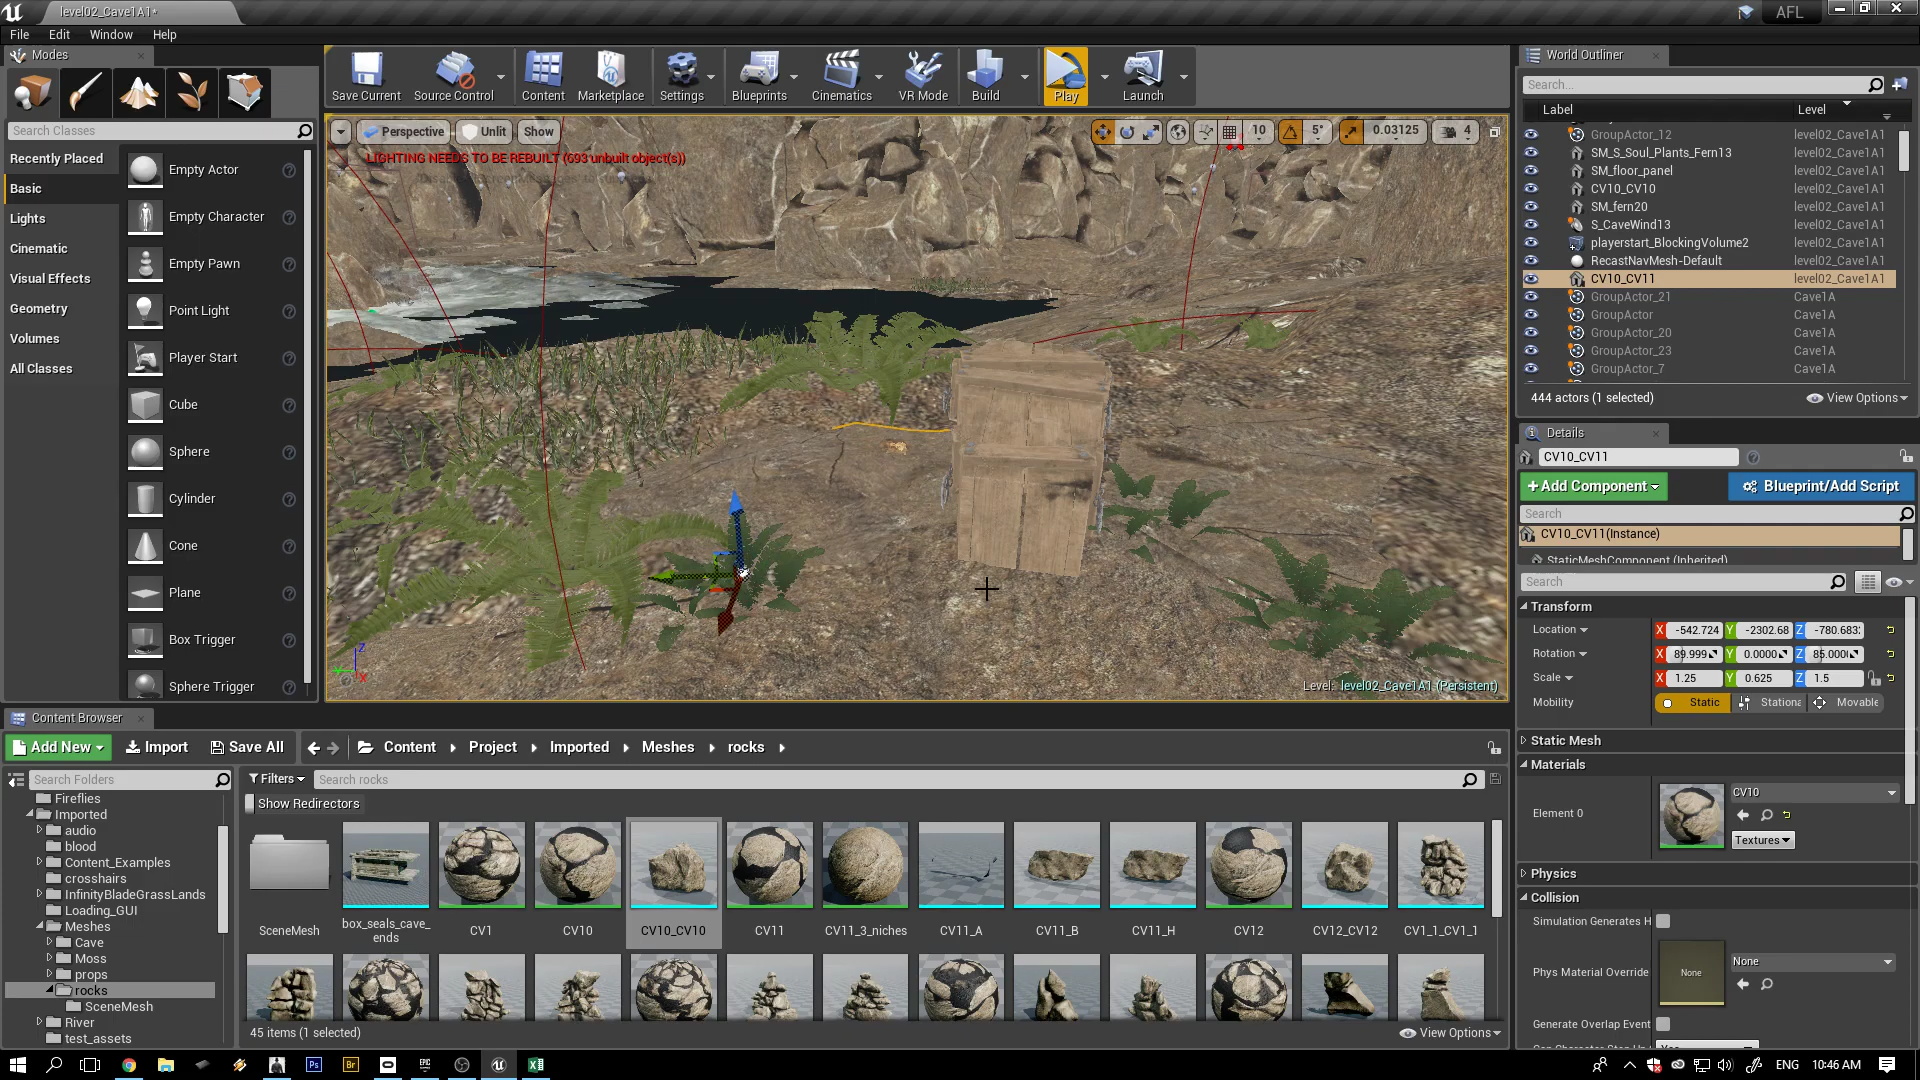 level02_Cave1A1*
AFL
File Edit Window Help
Modes
Search Classes
Recently Placed
Basic
Lights
Cinematic
Visual Effects
Geometry
Volumes
All Classes
Empty Actor
Empty Character
Empty Pawn
Point Light
Player Start
Cube
Sphere
Cylinder
Cone
Plane
Box Trigger
Sphere Trigger
Save Current Source Control Content Marketplace Settings Blueprints Cinematics VR Mode Build Play Launch
Perspective Unlit Show
10 5° 0.03125 4
LIGHTING NEEDS TO BE REBUILT (693 unbuilt object(s))
Z
X
Level: level02_Cave1A1 (Persistent)
World Outliner
Search...
Label Level
GroupActor_12 level02_Cave1A1
SM_S_Soul_Plants_Fern13 level02_Cave1A1
SM_floor_panel level02_Cave1A1
CV10_CV10 level02_Cave1A1
SM_fern20 level02_Cave1A1
S_CaveWind13 level02_Cave1A1
playerstart_BlockingVolume2 level02_Cave1A1
RecastNavMesh-Default level02_Cave1A1
CV10_CV11 level02_Cave1A1
GroupActor_21 Cave1A
GroupActor Cave1A
GroupActor_20 Cave1A
GroupActor_23 Cave1A
GroupActor_7 Cave1A
444 actors (1 selected) View Options
Details
CV10_CV11
+Add Component Blueprint/Add Script
Search
CV10_CV11(Instance)
StaticMeshComponent (Inherited)
Search
Transform
Location X -542.724 Y -2302.68 Z -780.683
Rotation X 89.999 Y 0.0000 Z 85.000
Scale X 1.25 Y 0.625 Z 1.5
Mobility Static Stationa Movable
Static Mesh
Materials
Element 0 CV10
Textures
Physics
Collision
Simulation Generates H
Phys Material Override None None
Generate Overlap Event
Content Browser
Add New Import Save All Content Project Imported Meshes rocks
Search Folders
Fireflies
Imported
audio
blood
Content_Examples
crosshairs
InfinityBladeGrassLands
Loading_GUI
Meshes
Cave
Moss
props
rocks
SceneMesh
River
test_assets
Filters Search rocks
Show Redirectors
SceneMesh
box_seals_cave_
ends
CV1
CV10
CV10_CV10
CV11
CV11_3_niches
CV11_A
CV11_B
CV11_H
CV12
CV12_CV12
CV1_1_CV1_1
45 items (1 selected) View Options
Ps Br EPIC ENG 10:46 AM